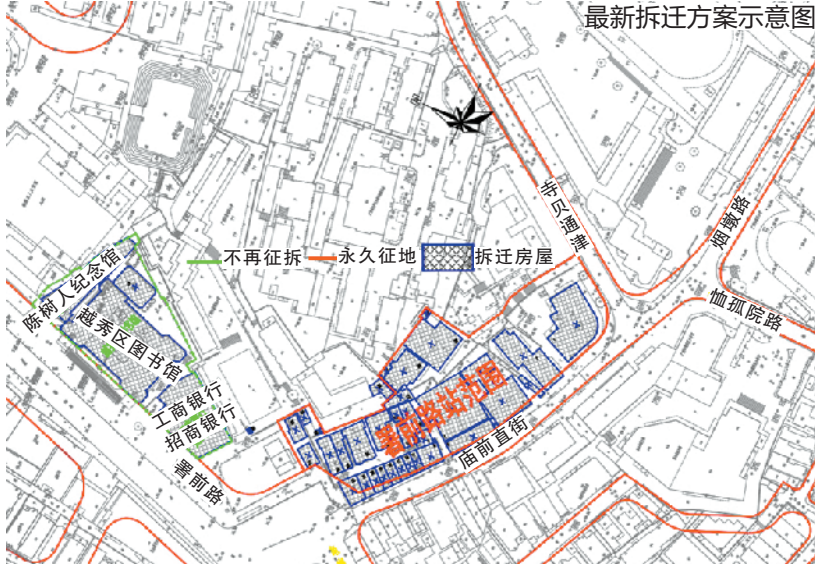 最新拆迁方案示意图
寺贝通津
烟墩路
恤孤院路
不再征拆
永久征地
拆迁房屋
陈树人纪念馆
越秀区图书馆
工商银行
招商银行
署前路
署前路站范围
庙前直街